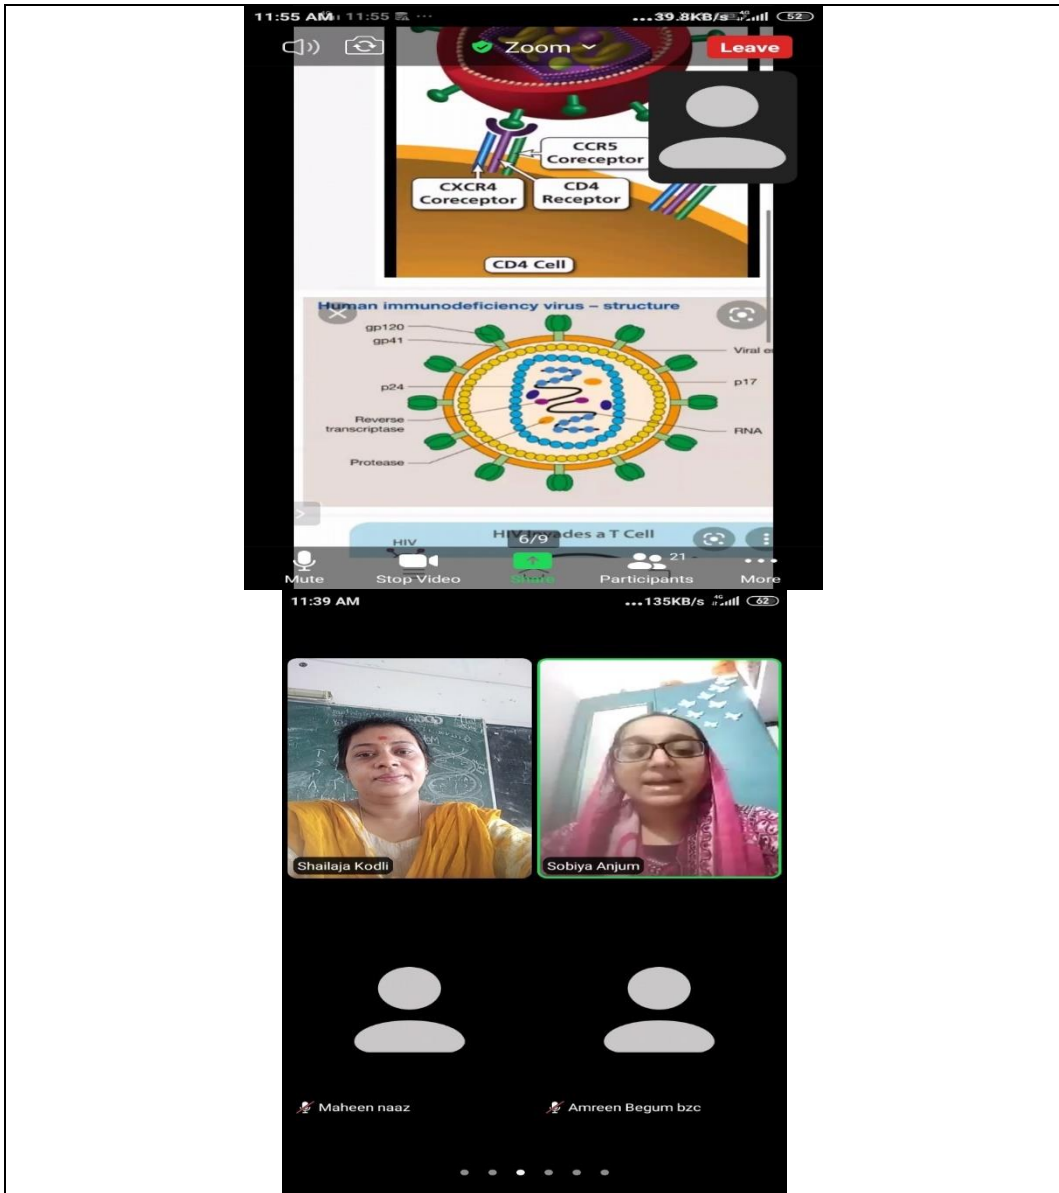 11:55 AM 11:55 ... ...39.8KB/s 4G 52
Zoom Leave
CCR5
Coreceptor
CXCR4
Coreceptor
CD4
Receptor
CD4 Cell
Human immunodeficiency virus – structure
gp120
gp41
Viral
p24
p17
Reverse
transcriptase
RNA
Protease
HIV Invades a T Cell
HIV
6/9
21
Mute Stop Video Share Participants More
11:39 AM ...135KB/s 4G 62
Shailaja Kodli
Sobiya Anjum
Maheen naaz
Amreen Begum bzc